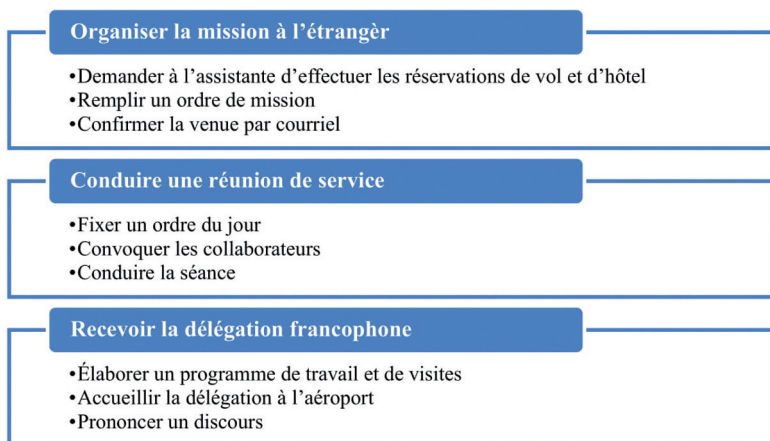 Organiser la mission à l’étrangèr
•Demander à l’assistante d’effectuer les réservations de vol et d’hôtel
•Remplir un ordre de mission
•Confirmer la venue par courriel
Conduire une réunion de service
•Fixer un ordre du jour
•Convoquer les collaborateurs
•Conduire la séance
Recevoir la délégation francophone
•Élaborer un programme de travail et de visites
•Accueillir la délégation à l’aéroport
•Prononcer un discours